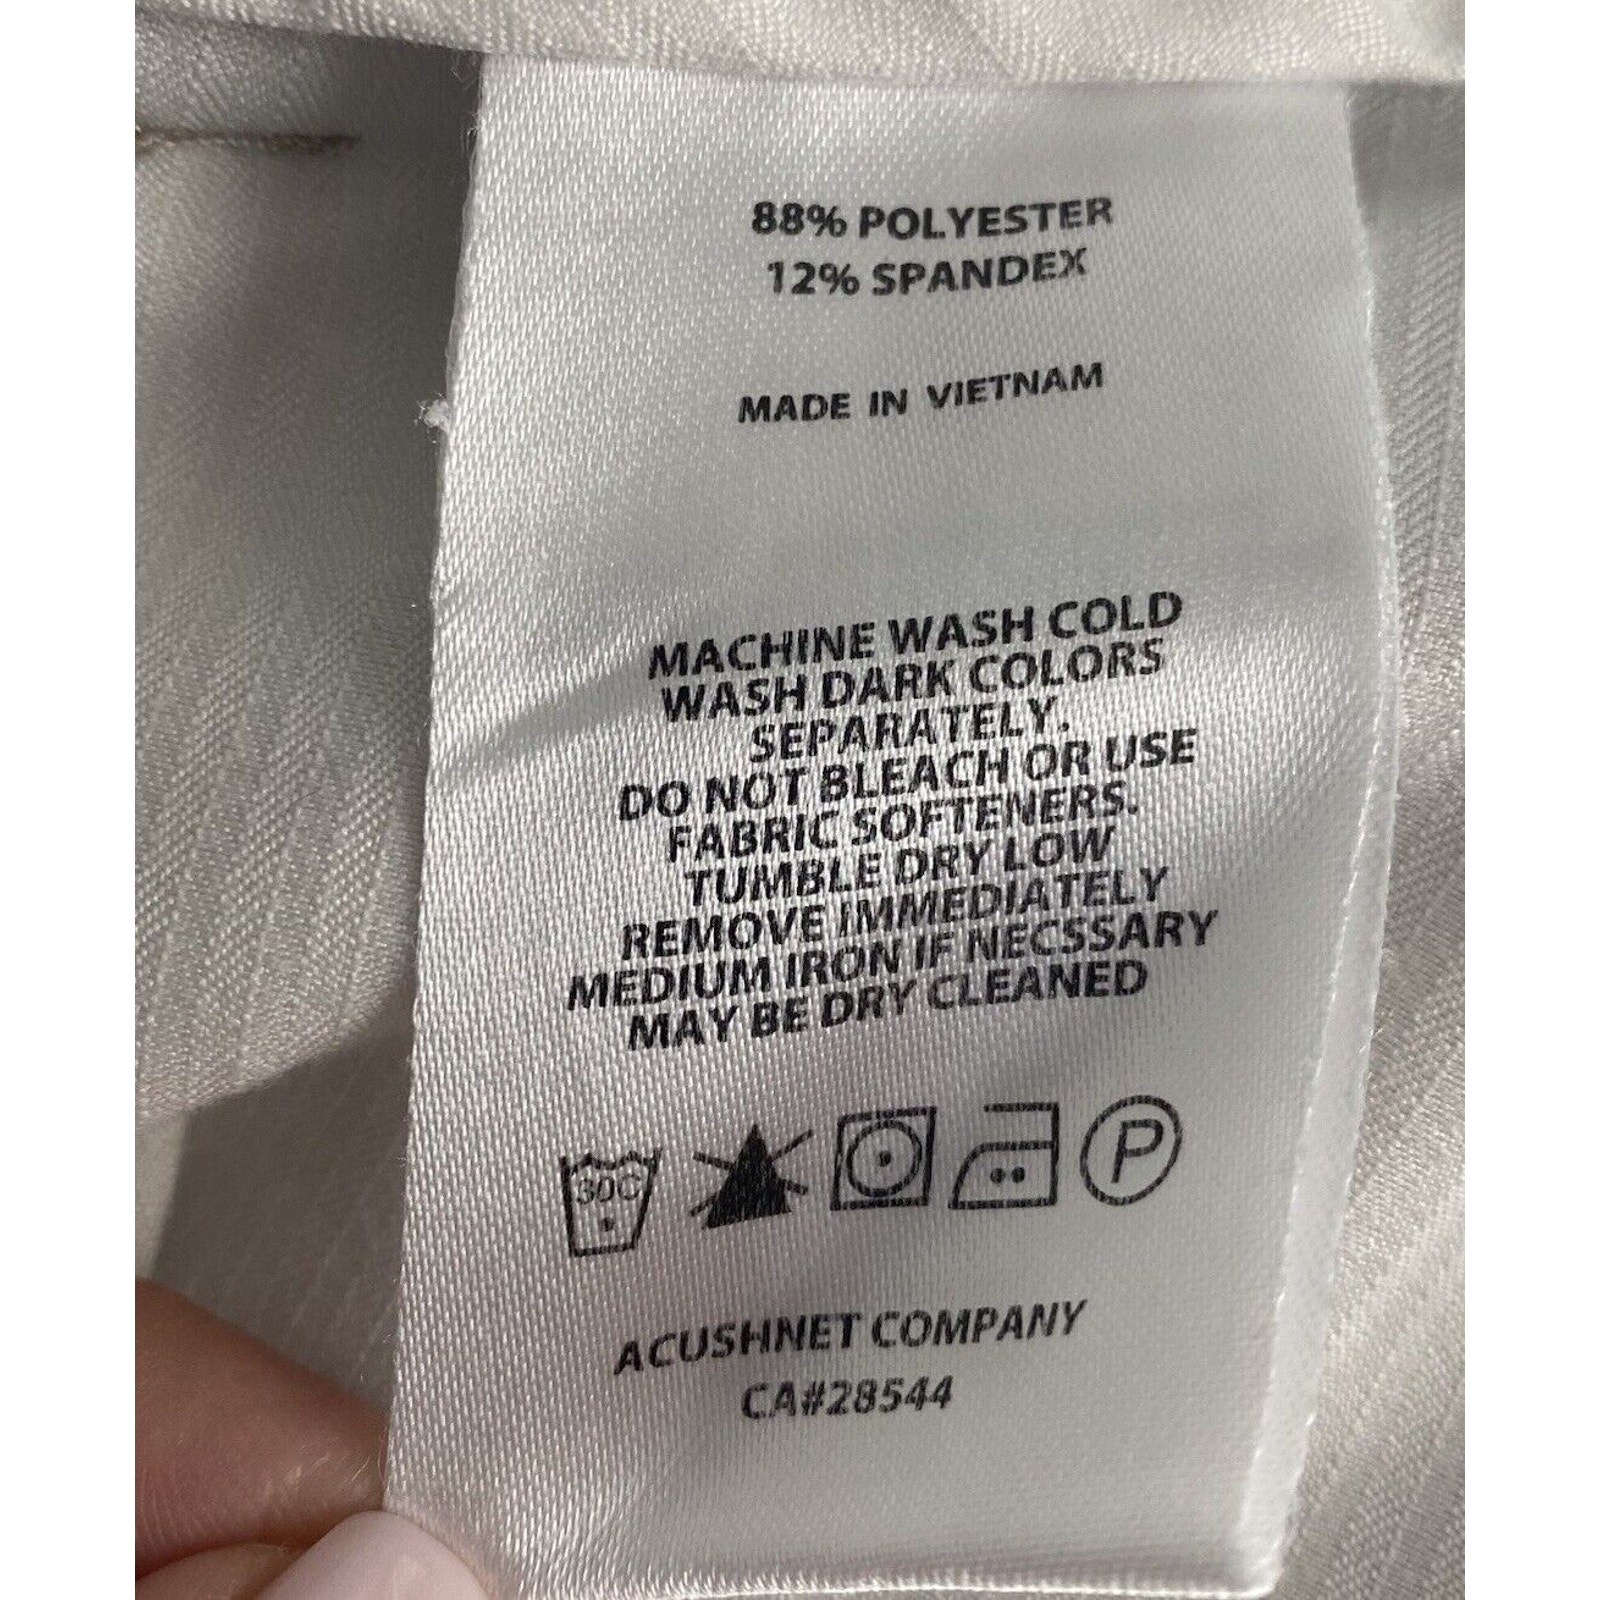 88% POLYESTER
12% SPANDEX
MADE IN VIETNAM
MACHINE WASH COLD
WASH DARK COLORS
SEPARATELY.
DO NOT BLEACH OR USE
FABRIC SOFTENERS.
TUMBLE DRY LOW
REMOVE IMMEDIATELY
MEDIUM IRON IF NECSSARY
MAY BE DRY CLEANED
30C P
ACUSHNET COMPANY
CA#28544